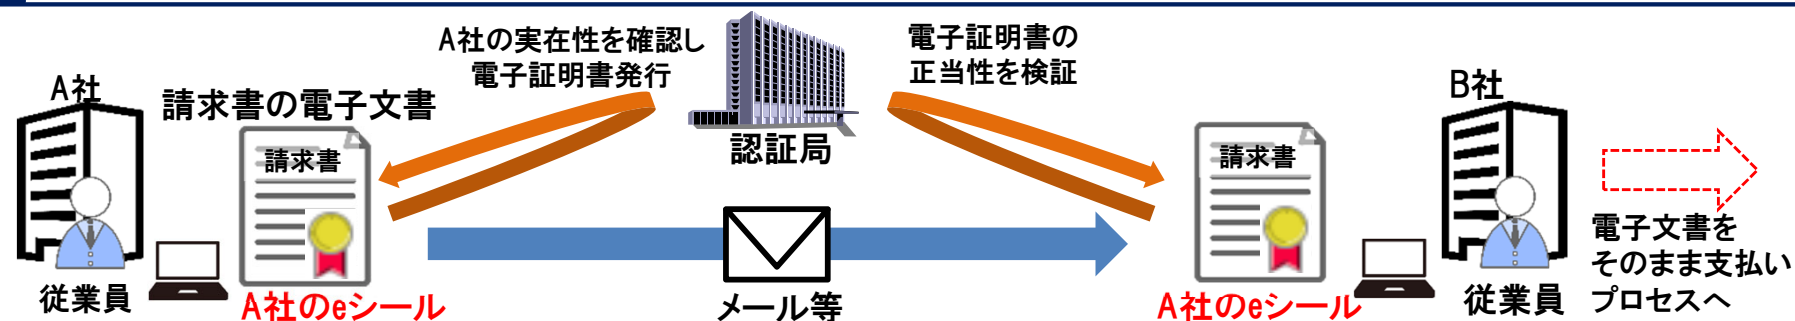 A社
請求書の電子文書
請求書
A社のeシール
従業員
A社の実在性を確認し
電子証明書発行
認証局
電子証明書の
正当性を検証
メール等
請求書
A社のeシール
B社
従業員
電子文書を
そのまま支払い
プロセスへ